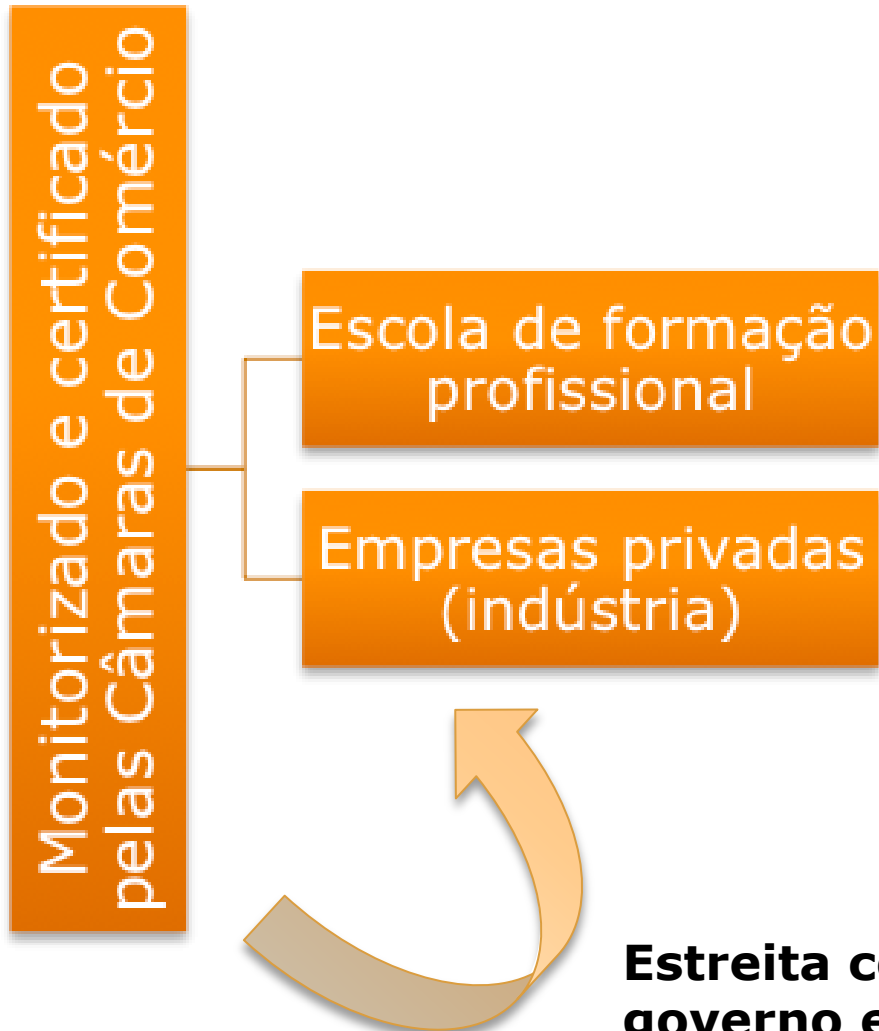 Monitorizado e certificado
pelas Câmaras de Comércio
Escola de formação
profissional
Empresas privadas
(indústria)
Estreita
governo